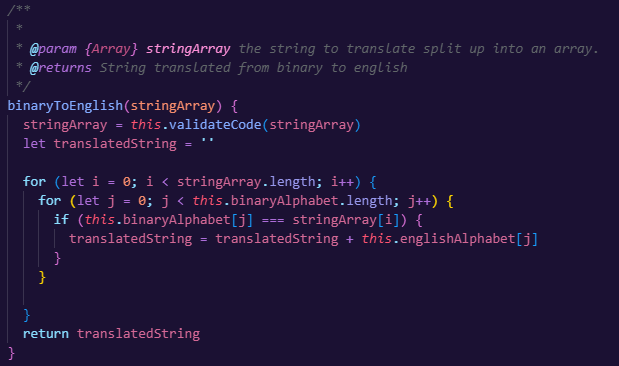 /**
 *
 * @param {Array} stringArray the string to translate split up into an array.
 * @returns String translated from binary to english
 */
binaryToEnglish(stringArray) {
  stringArray = this.validateCode(stringArray)
  let translatedString = ''

  for (let i = 0; i < stringArray.length; i++) {
    for (let j = 0; j < this.binaryAlphabet.length; j++) {
      if (this.binaryAlphabet[j] === stringArray[i]) {
        translatedString = translatedString + this.englishAlphabet[j]
      }
    }

  }
  return translatedString
}